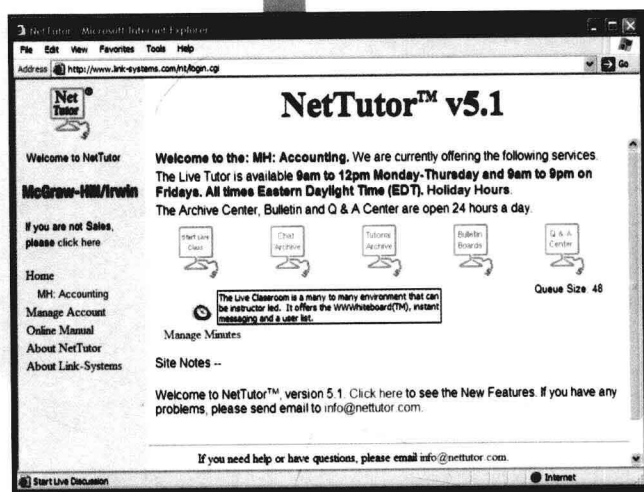 NetTutor - Microsoft Internet Explorer
File Edit View Favorites Tools Help
Address http://www.link-systems.com/nt/login.cgi Go
Net Tutor ®
Welcome to NetTutor
McGraw-Hill/Irwin
If you are not Sales,
please click here
Home
MH: Accounting
Manage Account
Online Manual
About NetTutor
About Link-Systems
NetTutor™ v5.1
Welcome to the: MH: Accounting. We are currently offering the following services.
The Live Tutor is available 9am to 12pm Monday-Thursday and 9am to 9pm on
Fridays. All times Eastern Daylight Time (EDT). Holiday Hours.
The Archive Center, Bulletin and Q & A Center are open 24 hours a day.
Start Live Class
Chat Archive
Tutorial Archive
Bulletin Boards
Q & A Center
Queue Size 48
The Live Classroom is a many to many environment that can
be instructor led. It offers the WWWhiteboard(TM), instant
messaging and a user list.
Manage Minutes
Site Notes --
Welcome to NetTutor™, version 5.1. Click here to see the New Features. If you have any
problems, please send email to info@nettutor.com.
If you need help or have questions, please email info@nettutor.com.
Start Live Discussion
Internet